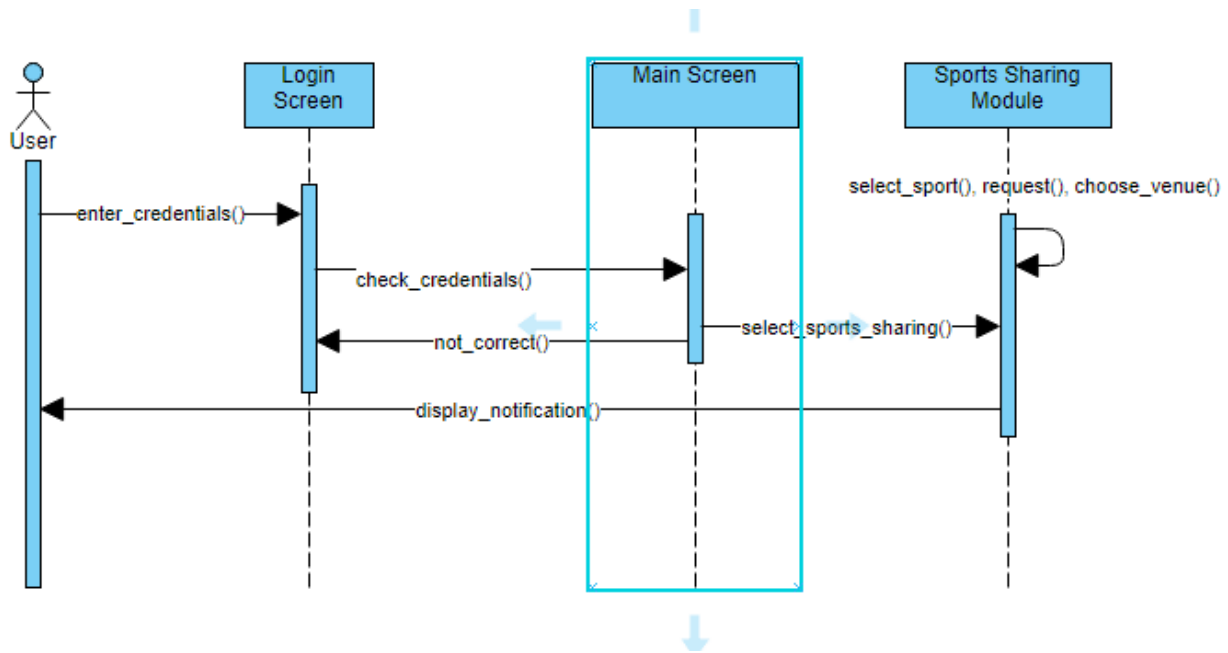 Login
Screen
Main Screen
Sports Sharing
Module
User
select_sport(), request(), choose_venue()
enter_credentials()
check_credentials()
select_sports_sharing()
not_correct()
display_notification()